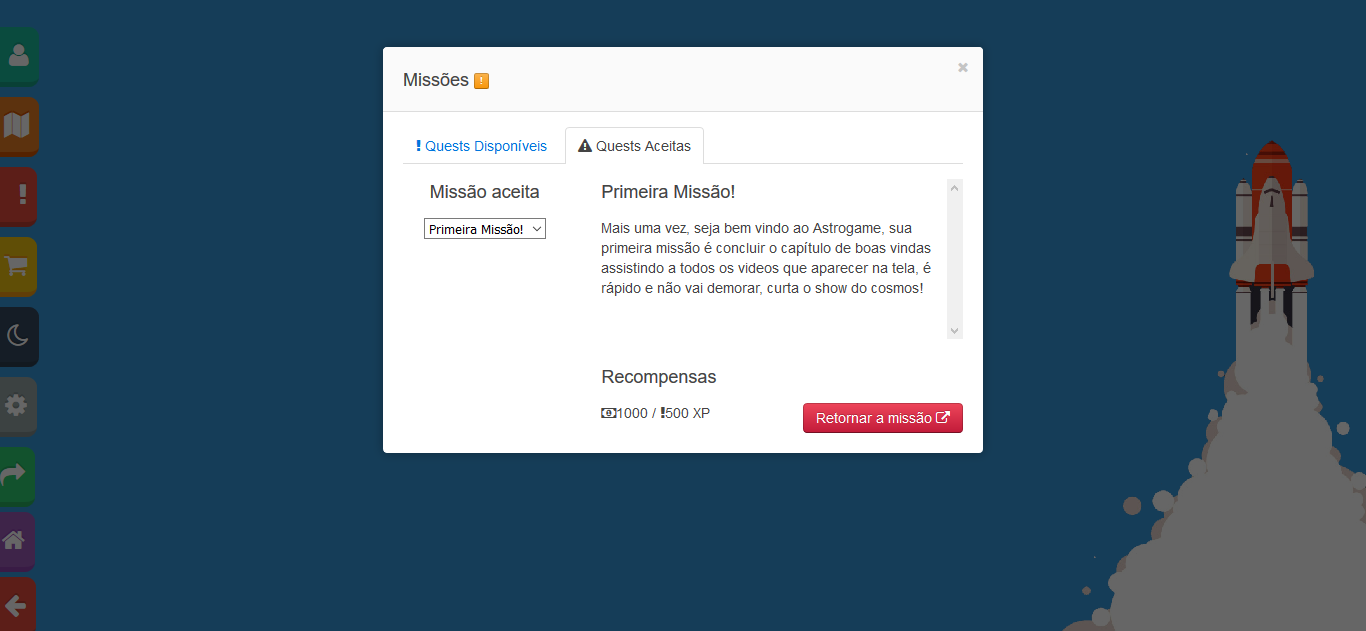 Missões
Quests Disponíveis
Quests Aceitas
Missão aceita
Primeira Missão!
Primeira Missão!
Mais uma vez, seja bem vindo ao Astrogame, sua
primeira missão é concluir o capítulo de boas vindas
assistindo a todos os videos que aparecer na tela, é
rápido e não vai demorar, curta o show do cosmos!
Recompensas
1000 / 500 XP
Retornar a missão